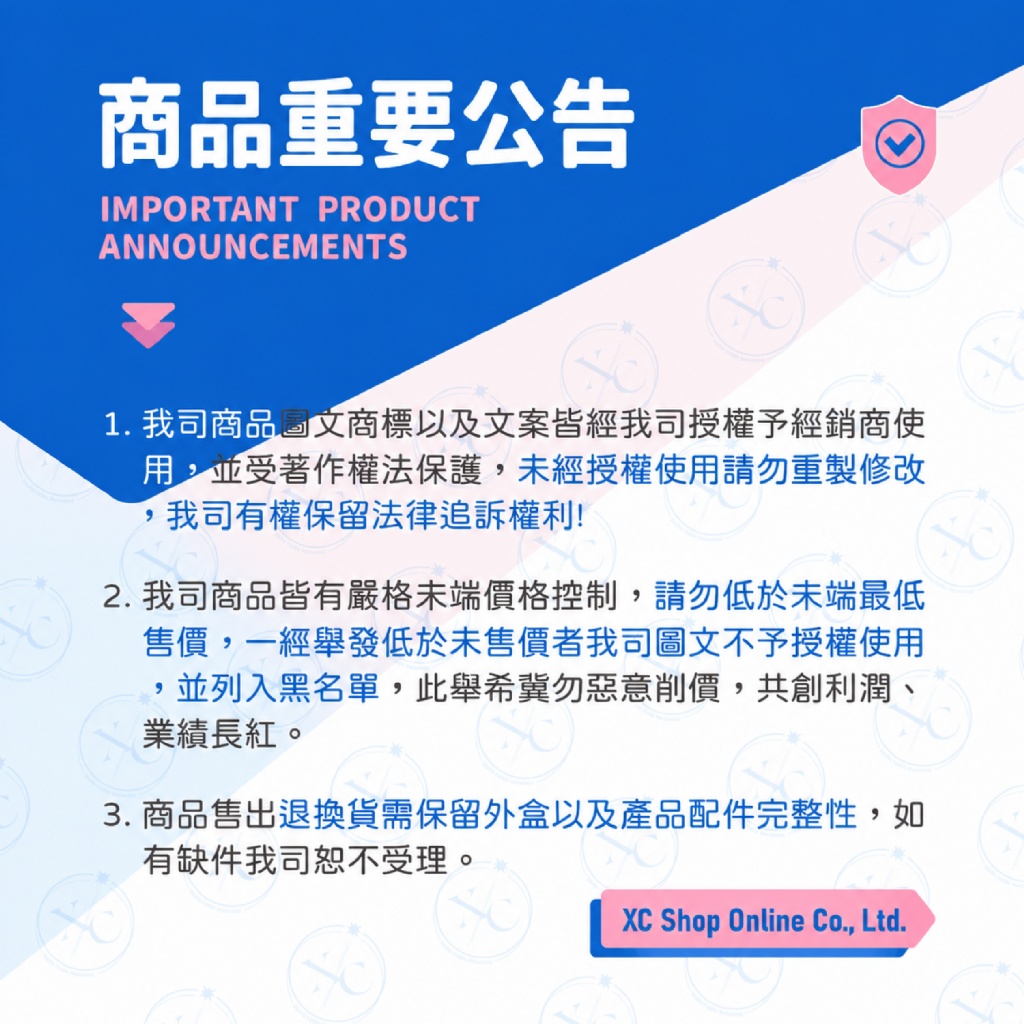 商品重要公告
IMPORTANT PRODUCT
ANNOUNCEMENTS
1. 我司商品圖文商標以及文案皆經我司授權予經銷商使
用，並受著作權法保護，未經授權使用請勿重製修改
，我司有權保留法律追訴權利!
2. 我司商品皆有嚴格未端價格控制，請勿低於未端最低
售價，一經舉發低於未售價者我司圖文不予授權使用
，並列入黑名單，此舉希冀勿惡意削價，共創利潤、
業績長紅。
3. 商品售出退換貨需保留外盒以及產品配件完整性，如
有缺件我司恕不受理。
XC Shop Online Co., Ltd.